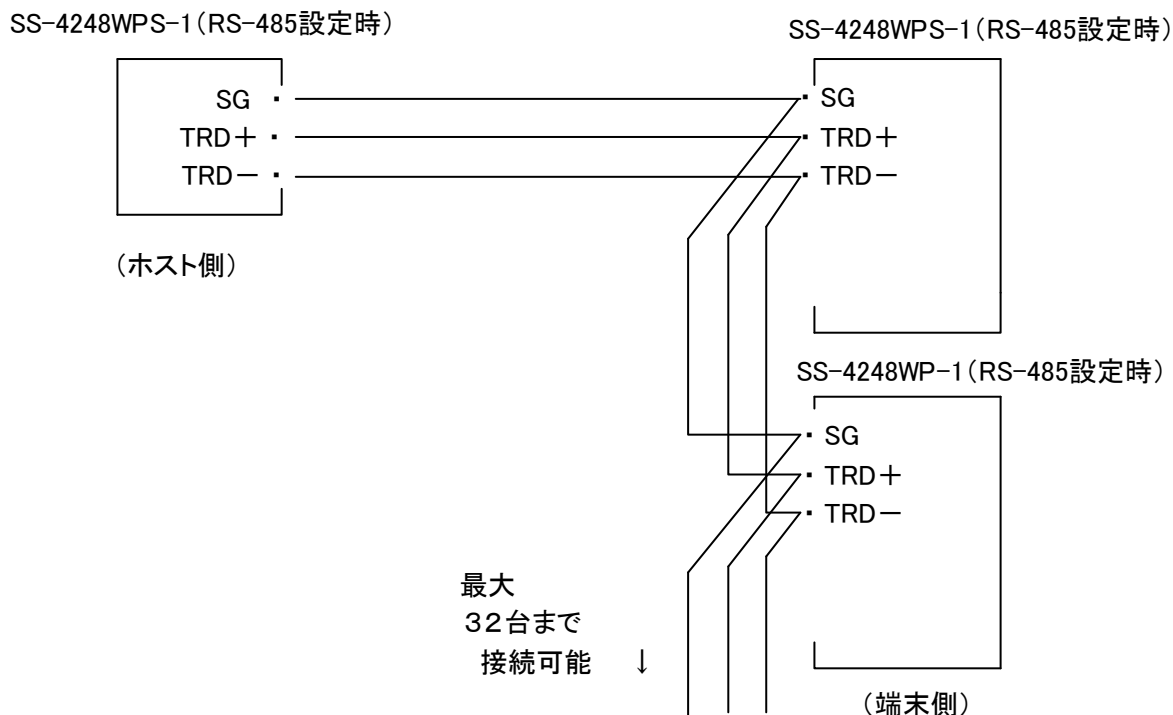 SS-4248WPS-1（RS-485設定時）
SG
TRD＋
TRD－
（ホスト側）
SS-4248WPS-1（RS-485設定時）
SG
TRD＋
TRD－
SS-4248WP-1（RS-485設定時）
SG
TRD＋
TRD－
最大
３２台まで
接続可能 ↓
（端末側）